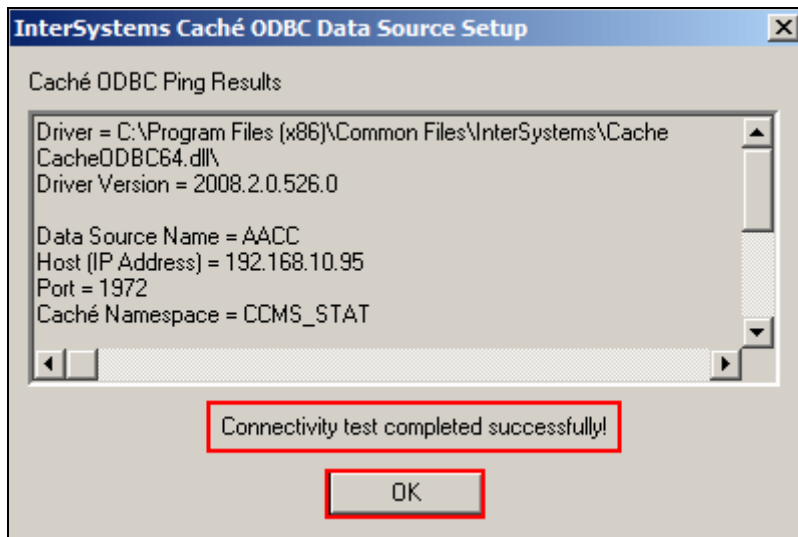 InterSystems Caché ODBC Data Source Setup
Caché ODBC Ping Results
Driver = C:\Program Files (x86)\Common Files\InterSystems\Cache
CacheODBC64.dll\
Driver Version = 2008.2.0.526.0
Data Source Name = AACC
Host (IP Address) = 192.168.10.95
Port = 1972
Caché Namespace = CCMS_STAT
Connectivity test completed successfully!
OK